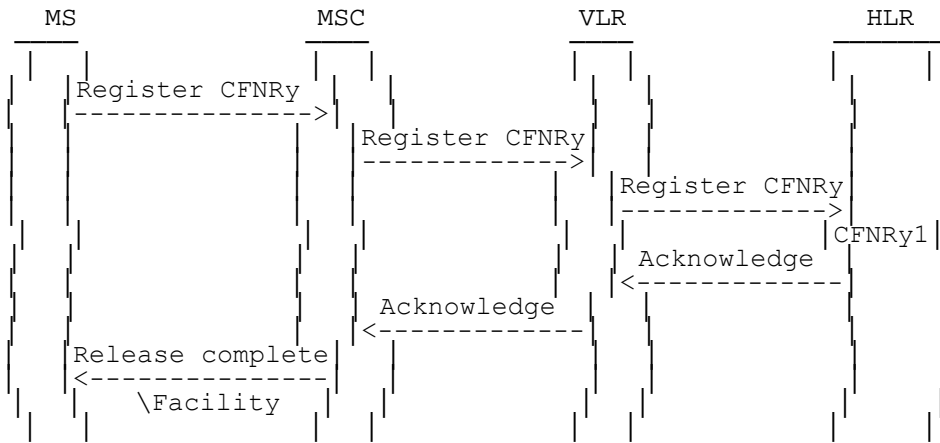 MS MSC VLR HLR
Register CFNRy
Register CFNRy
Register CFNRy
CFNRy1
Acknowledge
Acknowledge
Release complete
\Facility